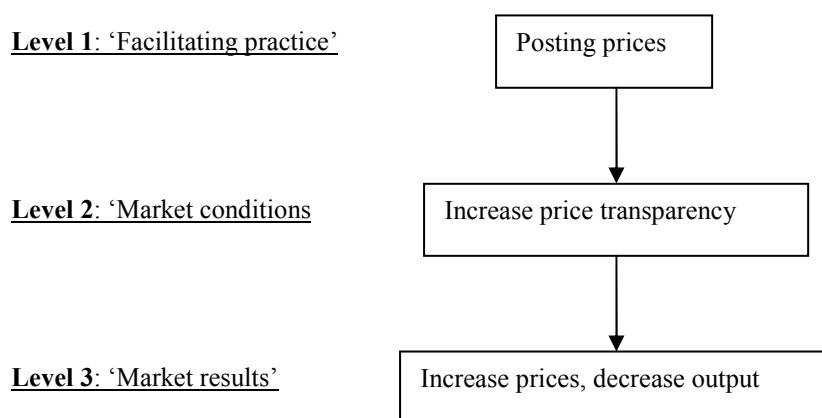 Level 1: ‘Facilitating practice’
Posting prices
Level 2: ‘Market conditions
Increase price transparency
Level 3: ‘Market results’
Increase prices, decrease output